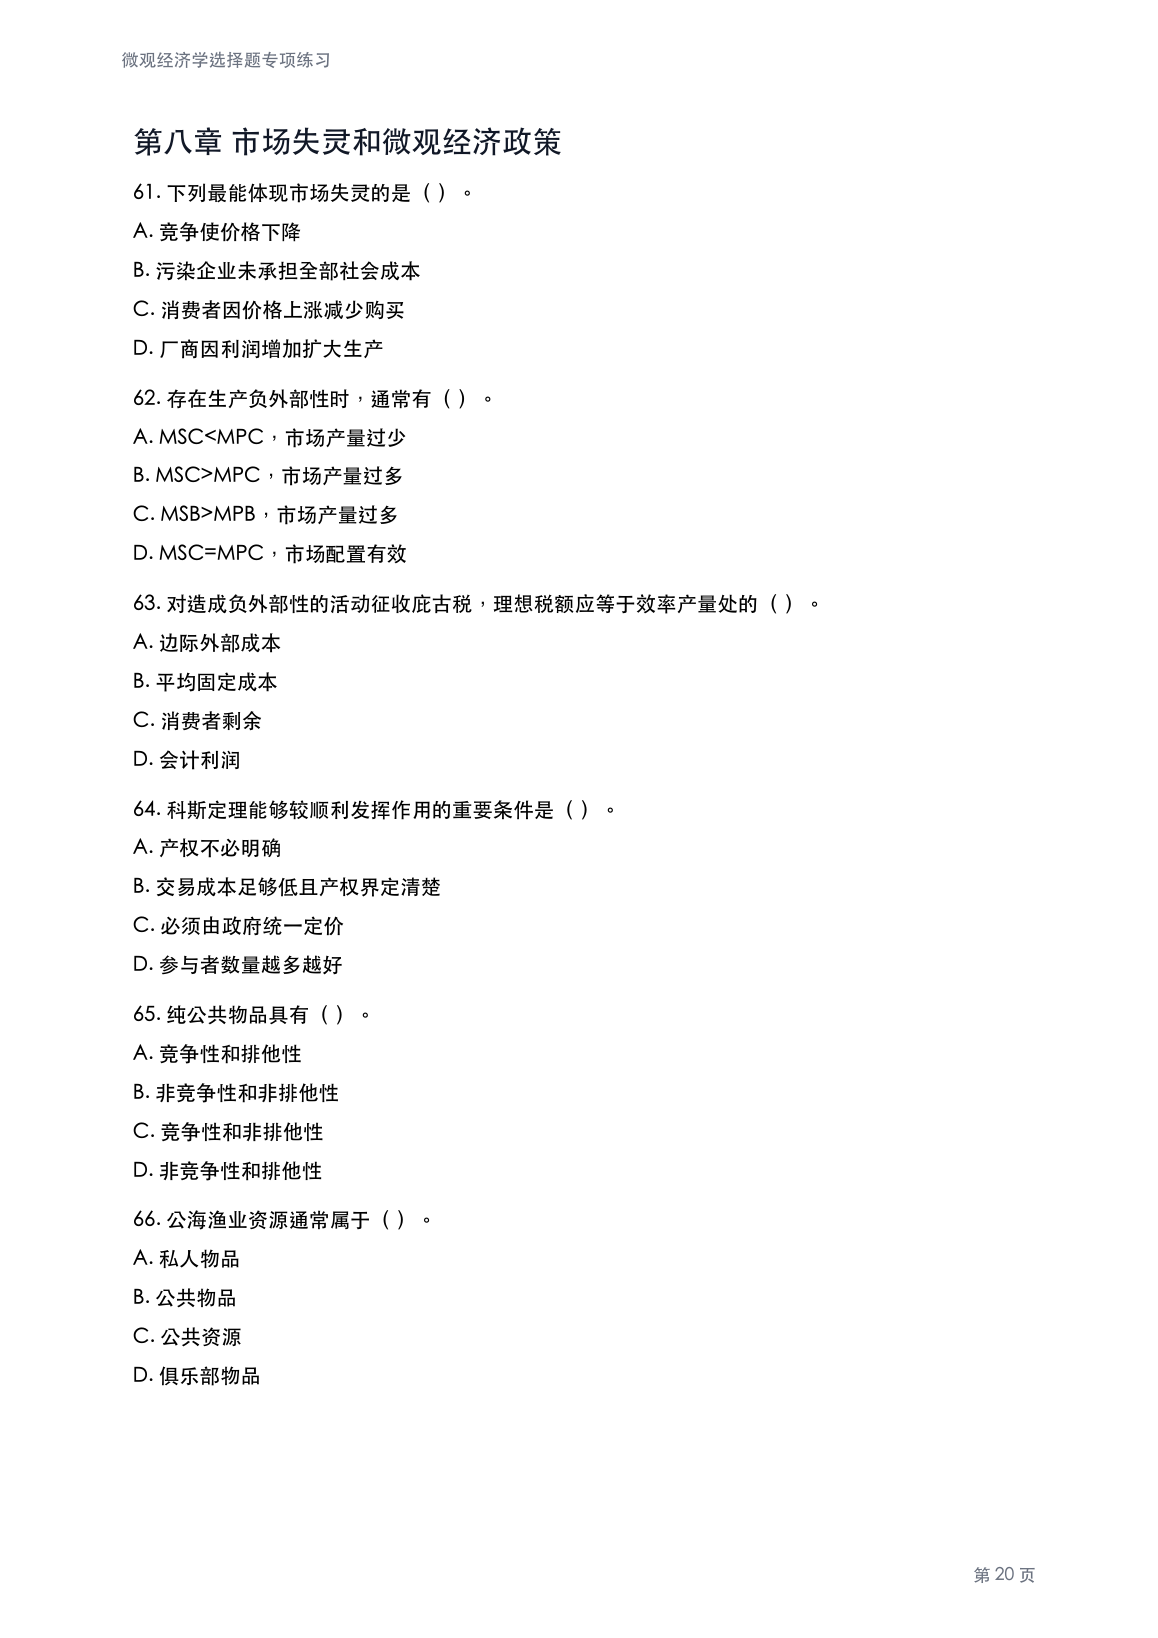 微观经济学选择题专项练习
第八章 市场失灵和微观经济政策
61. 下列最能体现市场失灵的是（ ）。
A. 竞争使价格下降
B. 污染企业未承担全部社会成本
C. 消费者因价格上涨减少购买
D. 厂商因利润增加扩大生产
62. 存在生产负外部性时，通常有（ ）。
A. MSC<MPC，市场产量过少
B. MSC>MPC，市场产量过多
C. MSB>MPB，市场产量过多
D. MSC=MPC，市场配置有效
63. 对造成负外部性的活动征收庇古税，理想税额应等于效率产量处的（ ）。
A. 边际外部成本
B. 平均固定成本
C. 消费者剩余
D. 会计利润
64. 科斯定理能够较顺利发挥作用的重要条件是（ ）。
A. 产权不必明确
B. 交易成本足够低且产权界定清楚
C. 必须由政府统一定价
D. 参与者数量越多越好
65. 纯公共物品具有（ ）。
A. 竞争性和排他性
B. 非竞争性和非排他性
C. 竞争性和非排他性
D. 非竞争性和排他性
66. 公海渔业资源通常属于（ ）。
A. 私人物品
B. 公共物品
C. 公共资源
D. 俱乐部物品
第 20 页